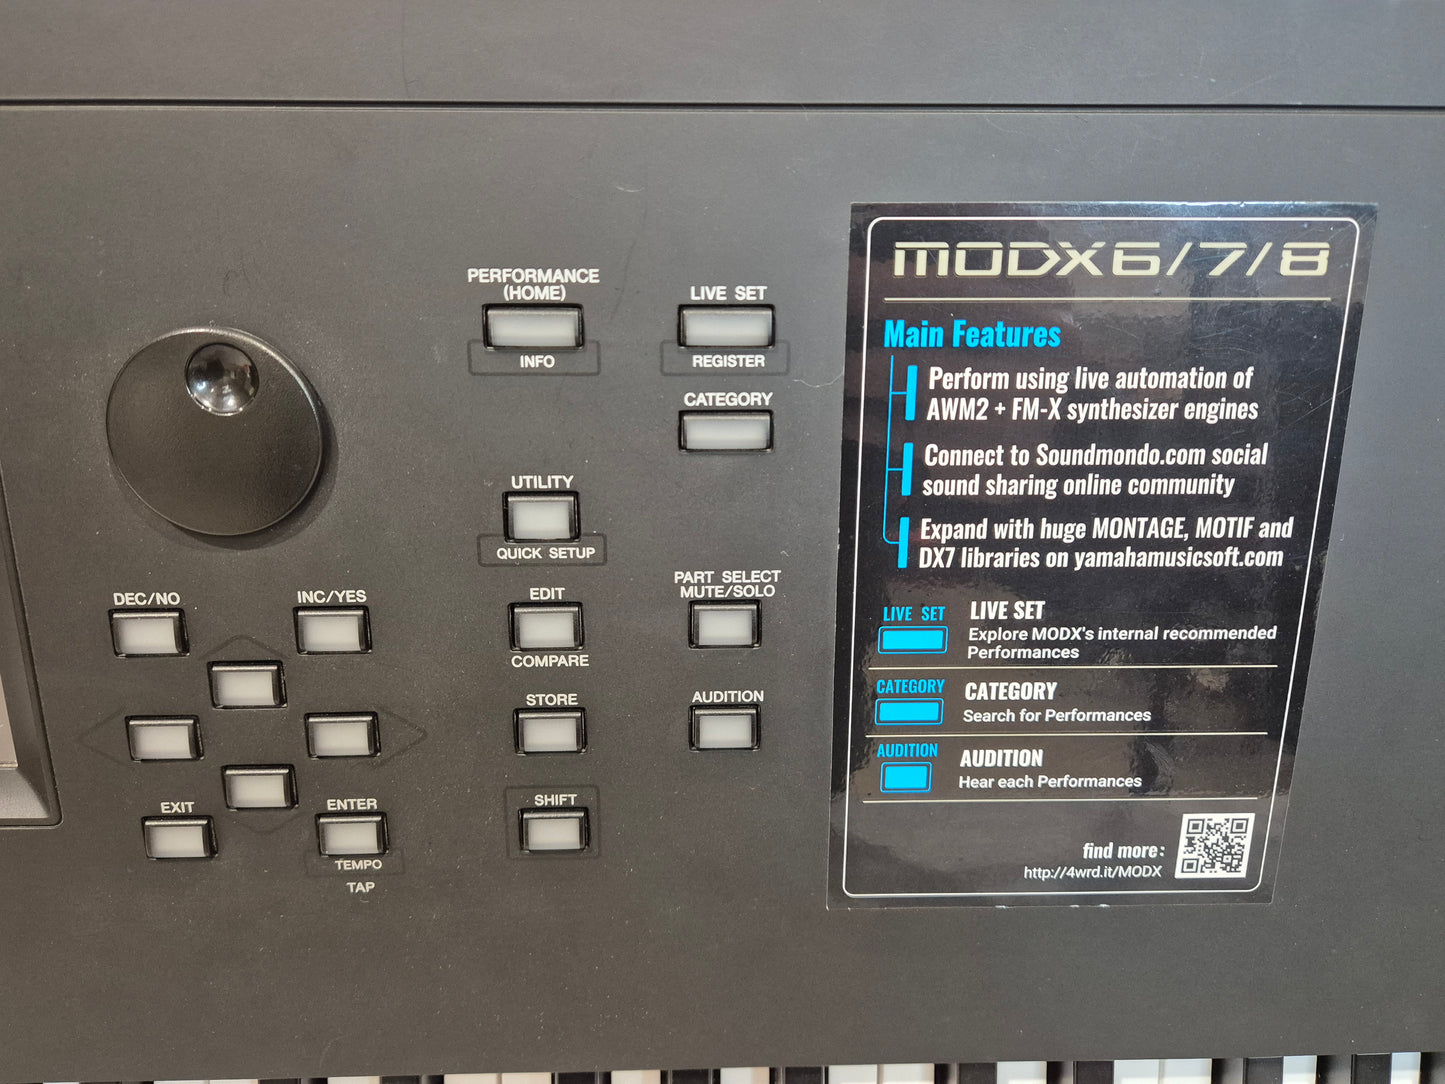 PERFORMANCE
(HOME)
INFO
LIVE SET
REGISTER
CATEGORY
UTILITY
QUICK SETUP
DEC/NO
INC/YES
EDIT
COMPARE
PART SELECT
MUTE/SOLO
STORE
AUDITION
EXIT
ENTER
TEMPO
TAP
SHIFT
MODX6/7/8
Main Features
Perform using live automation of
AWM2 + FM-X synthesizer engines
Connect to Soundmondo.com social
sound sharing online community
Expand with huge MONTAGE, MOTIF and
DX7 libraries on yamahamusicsoft.com
LIVE SET
LIVE SET
Explore MODX's internal recommended
Performances
CATEGORY
CATEGORY
Search for Performances
AUDITION
AUDITION
Hear each Performances
find more:
http://4wrd.it/MODX